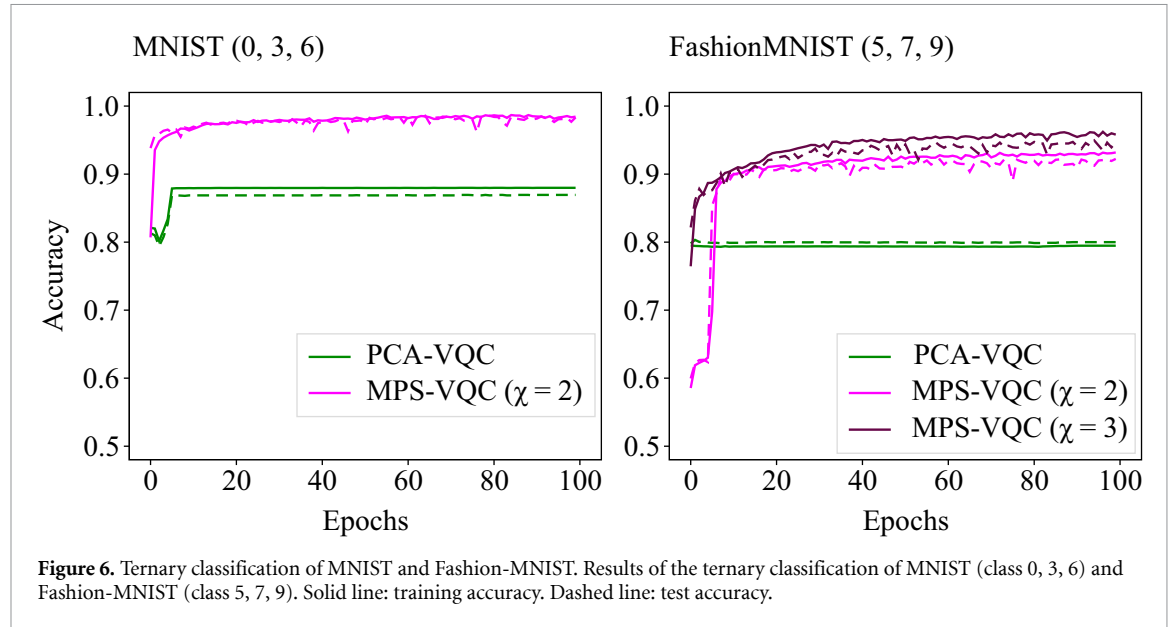 MNIST (0, 3, 6)
1.0
0.9
0.8
0.7
0.6
0.5
Accuracy
PCA-VQC
MPS-VQC (χ = 2)
0 20 40 60 80 100
Epochs
FashionMNIST (5, 7, 9)
1.0
0.9
0.8
0.7
0.6
0.5
PCA-VQC
MPS-VQC (χ = 2)
MPS-VQC (χ = 3)
0 20 40 60 80 100
Epochs
Figure 6. Ternary classification of MNIST and Fashion-MNIST. Results of the ternary classification of MNIST (class 0, 3, 6) and
Fashion-MNIST (class 5, 7, 9). Solid line: training accuracy. Dashed line: test accuracy.